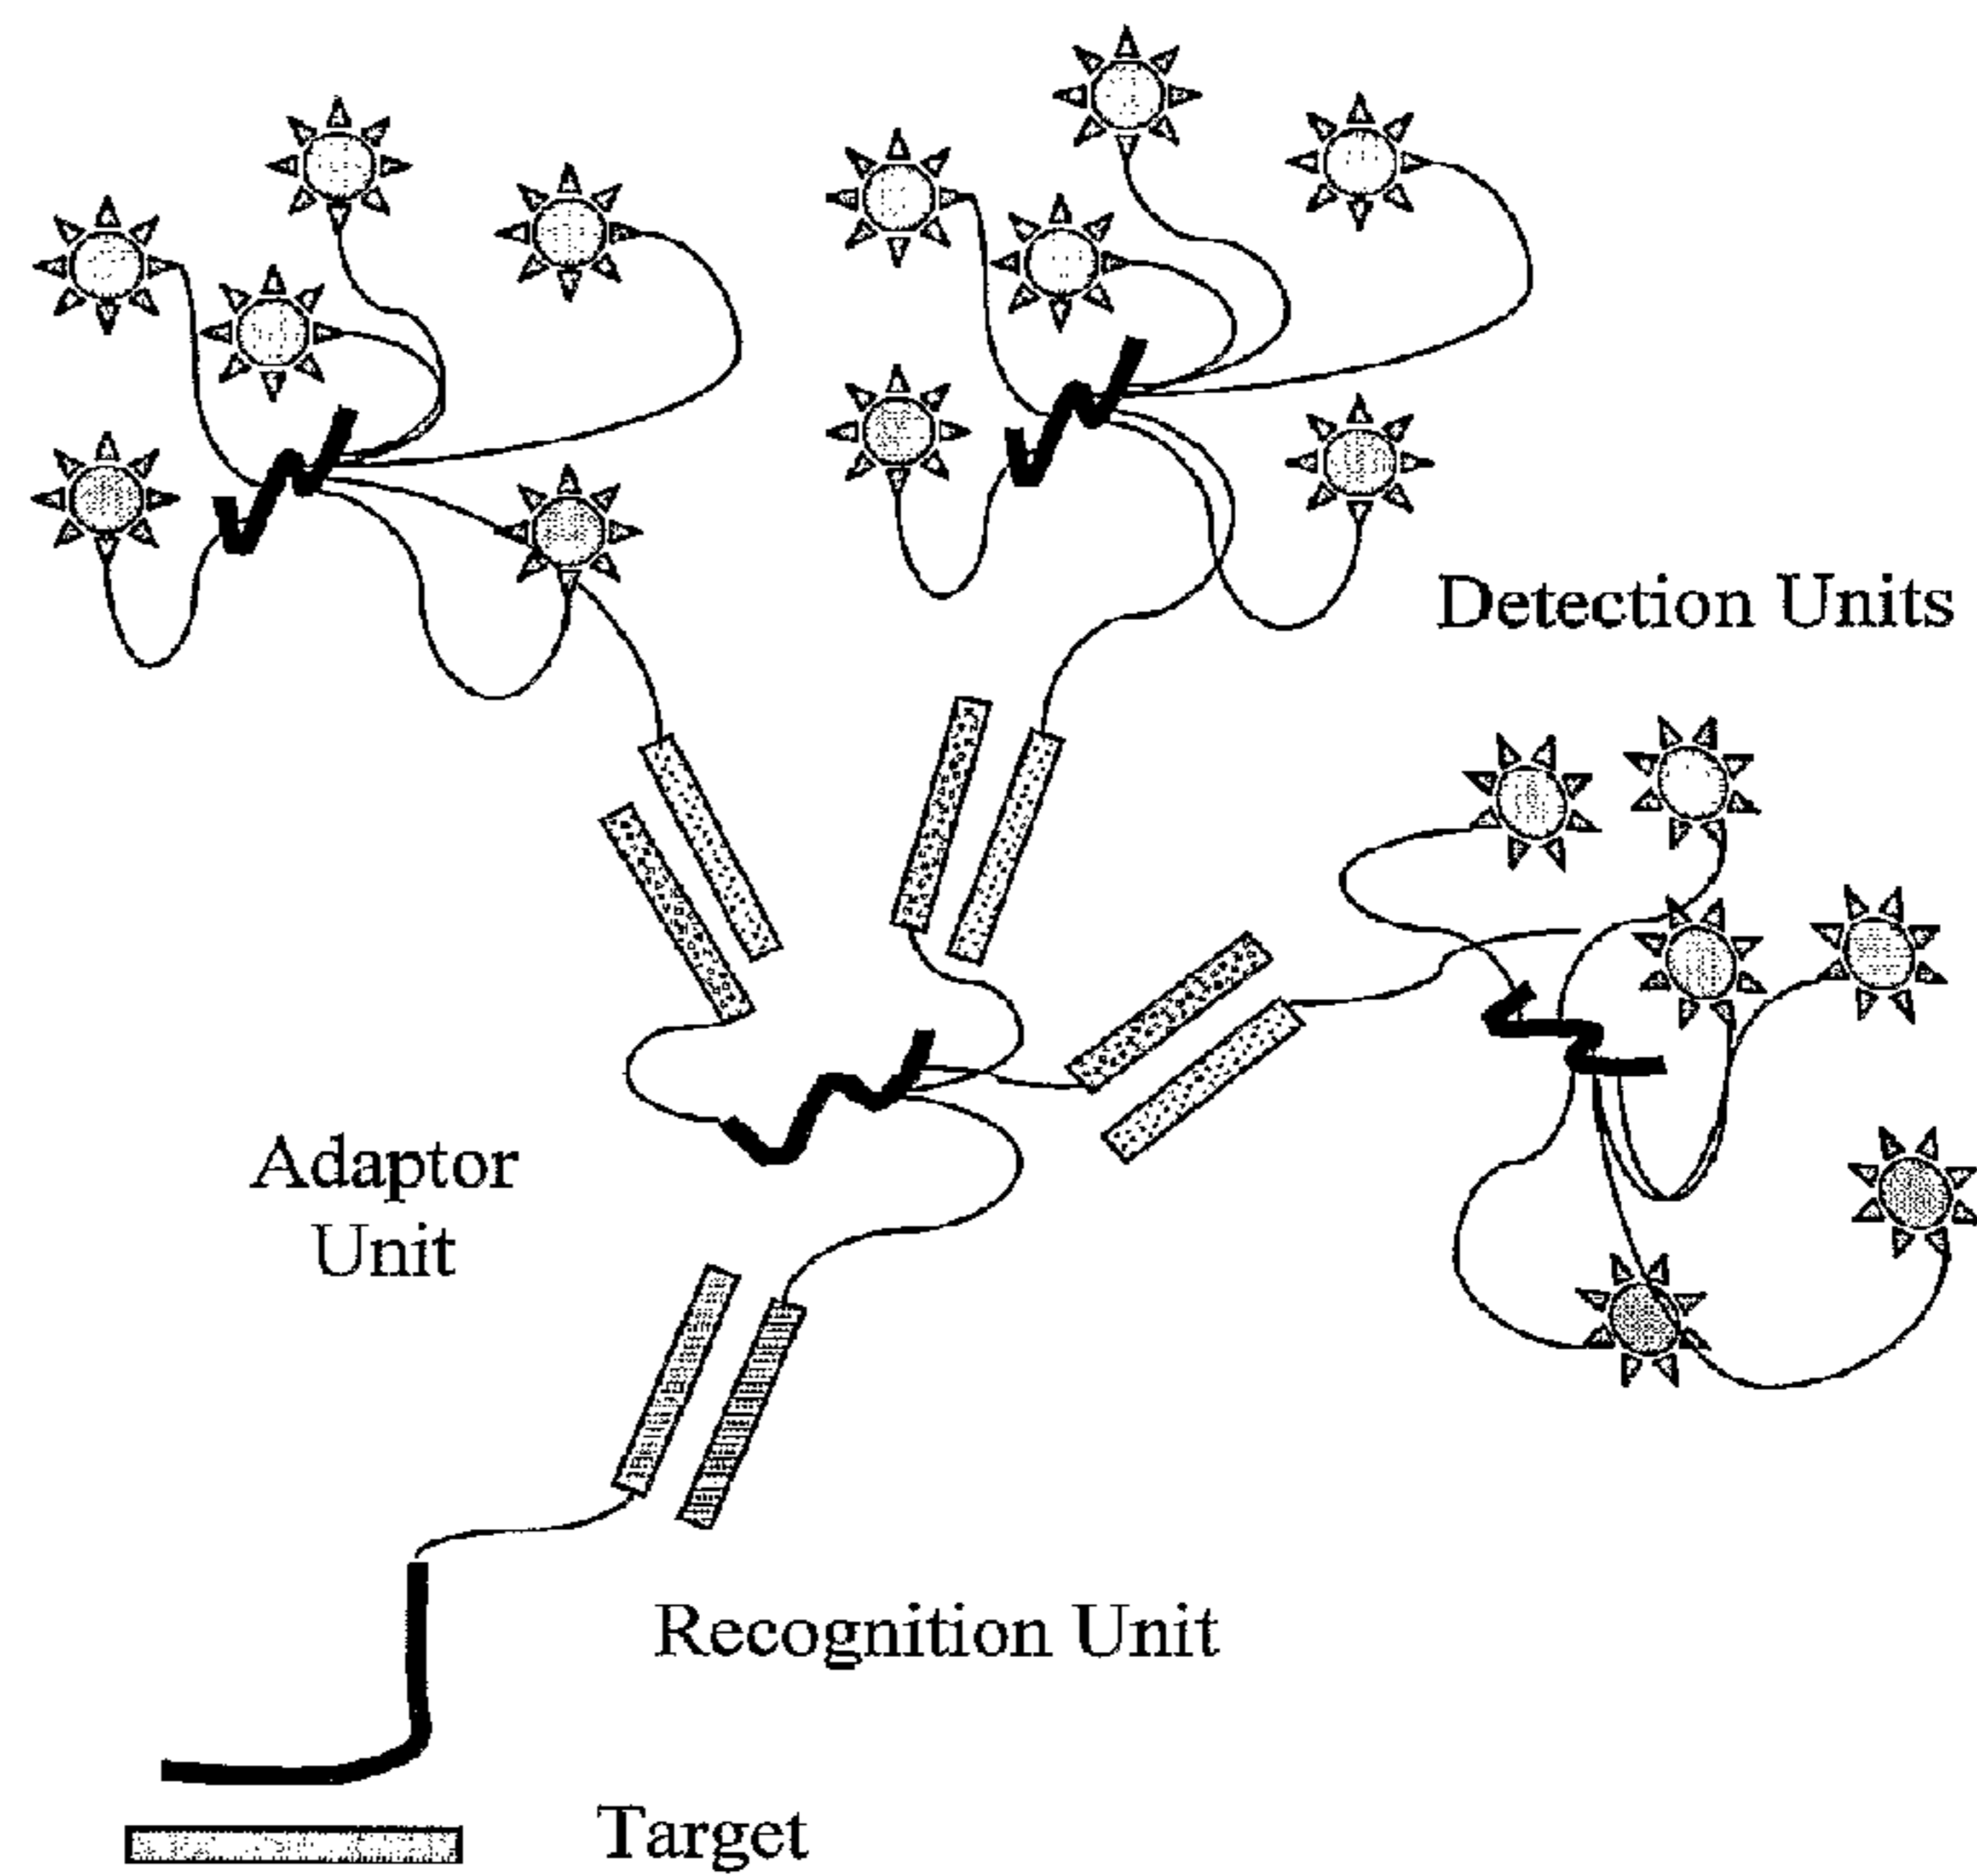 Detection Units
Adaptor
Unit
Recognition Unit
Target